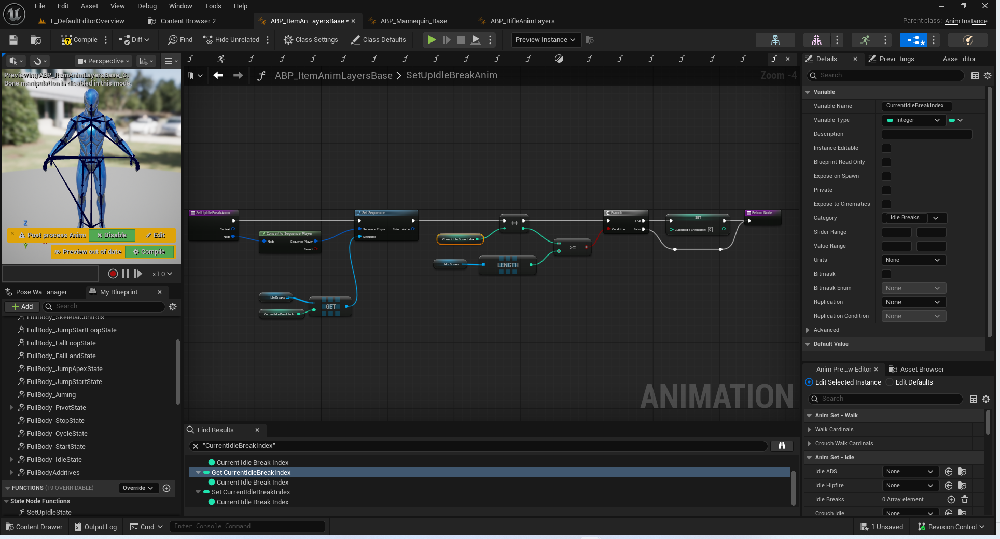 File Edit Asset View Debug Window Tools Help
L_DefaultEditorOverview Content Browser 2 ABP_ItemAn...ayersBase • ABP_Mannequin_Base ABP_RifleAnimLayers Parent class: Anim Instance
Compile Diff Find Hide Unrelated Class Settings Class Defaults Preview Instance
Perspective
Previewing ABP_ItemAnimLayersBase_C.
Bone manipulation is disabled in this mode.
Z
Y
Post process Anim: Disable Edit
Preview out of date Compile
x1.0
Pose Wa...anager My Blueprint
Add Search
FullBody_SkeletalControls
FullBody_JumpStartLoopState
FullBody_FallLoopState
FullBody_FallLandState
FullBody_JumpApexState
FullBody_JumpStartState
FullBody_Aiming
FullBody_PivotState
FullBody_StopState
FullBody_CycleState
FullBody_StartState
FullBody_IdleState
FullBodyAdditives
FUNCTIONS (19 OVERRIDABLE) Override
State Node Functions
SetUpIdleState
ABP_ItemAnimLayersBase > SetUpIdleBreakAnim Zoom -4
SetUpIdleBreakAnim
Context
Node
Convert to Sequence Player
Node Sequence Player
Result
Set Sequence
Sequence Player Return Value
Sequence
Idle Breaks
Current Idle Break Index
GET
Current Idle Break Index
++
Idle Breaks
LENGTH
>=
Branch
True
Condition False
SET
Current Idle Break Index 0
Return Node
ANIMATION
Find Results
"CurrentIdleBreakIndex"
Current Idle Break Index
Get CurrentIdleBreakIndex
Current Idle Break Index
Set CurrentIdleBreakIndex
Current Idle Break Index
Details Previ...tings Asse...ditor
Search
Variable
Variable Name CurrentIdleBreakIndex
Variable Type Integer
Description
Instance Editable
Blueprint Read Only
Expose on Spawn
Private
Expose to Cinematics
Category Idle Breaks
Slider Range ..
Value Range ..
Units None
Bitmask
Bitmask Enum None
Replication None
Replication Condition None
Advanced
Default Value
Anim Pre...w Editor Asset Browser
Edit Selected Instance Edit Defaults
Search
Anim Set - Walk
Walk Cardinals
Crouch Walk Cardinals
Anim Set - Idle
Idle ADS None
Idle Hipfire None
Idle Breaks 0 Array element
Crouch Idle None
Content Drawer Output Log Cmd Enter Console Command 1 Unsaved Revision Control